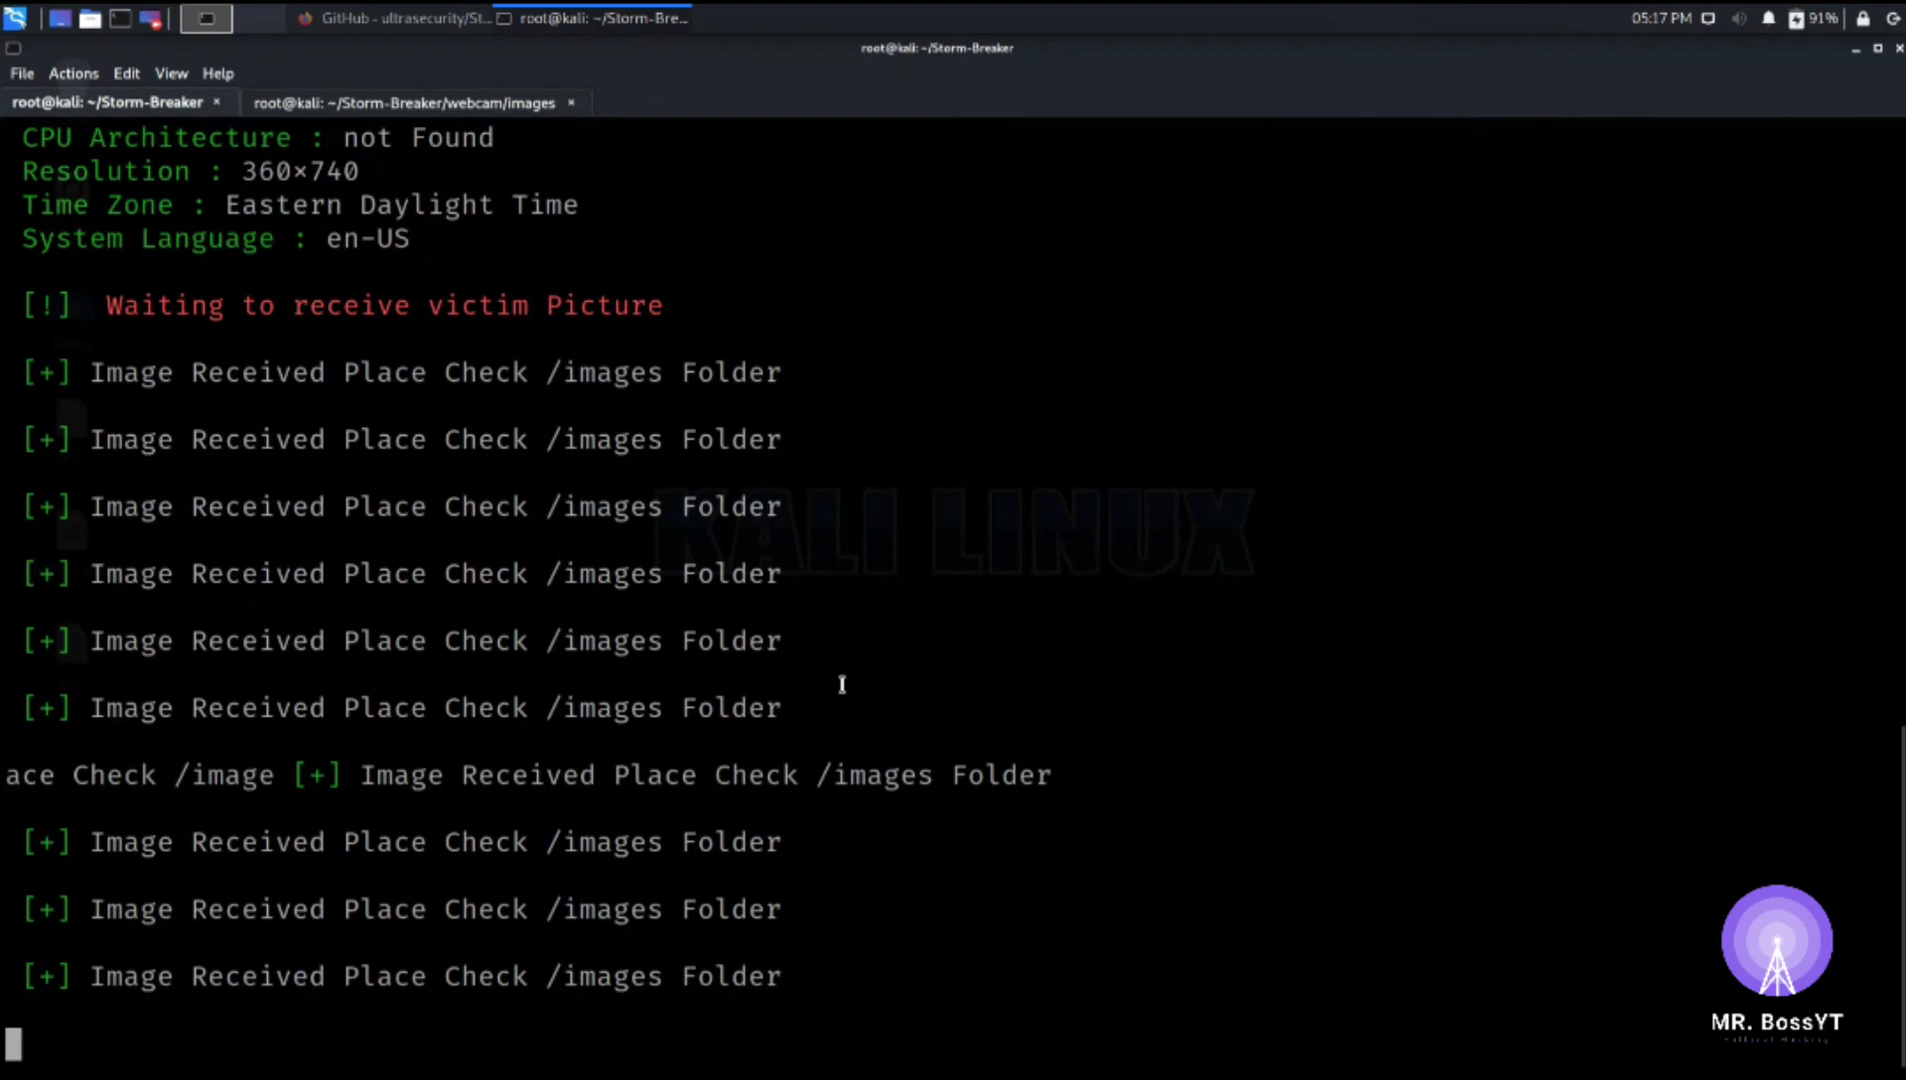 GitHub - ultrasecurity/St...
root@kali: ~/Storm-Bre...
05:17 PM
91%
root@kali: ~/Storm-Breaker
File Actions Edit View Help
root@kali: ~/Storm-Breaker ×
root@kali: ~/Storm-Breaker/webcam/images ×
CPU Architecture : not Found
Resolution : 360×740
Time Zone : Eastern Daylight Time
System Language : en-US
[!] Waiting to receive victim Picture
[+] Image Received Place Check /images Folder
[+] Image Received Place Check /images Folder
[+] Image Received Place Check /images Folder
KALI LINUX
[+] Image Received Place Check /images Folder
[+] Image Received Place Check /images Folder
[+] Image Received Place Check /images Folder
ace Check /image [+] Image Received Place Check /images Folder
[+] Image Received Place Check /images Folder
[+] Image Received Place Check /images Folder
[+] Image Received Place Check /images Folder
MR. BossYT